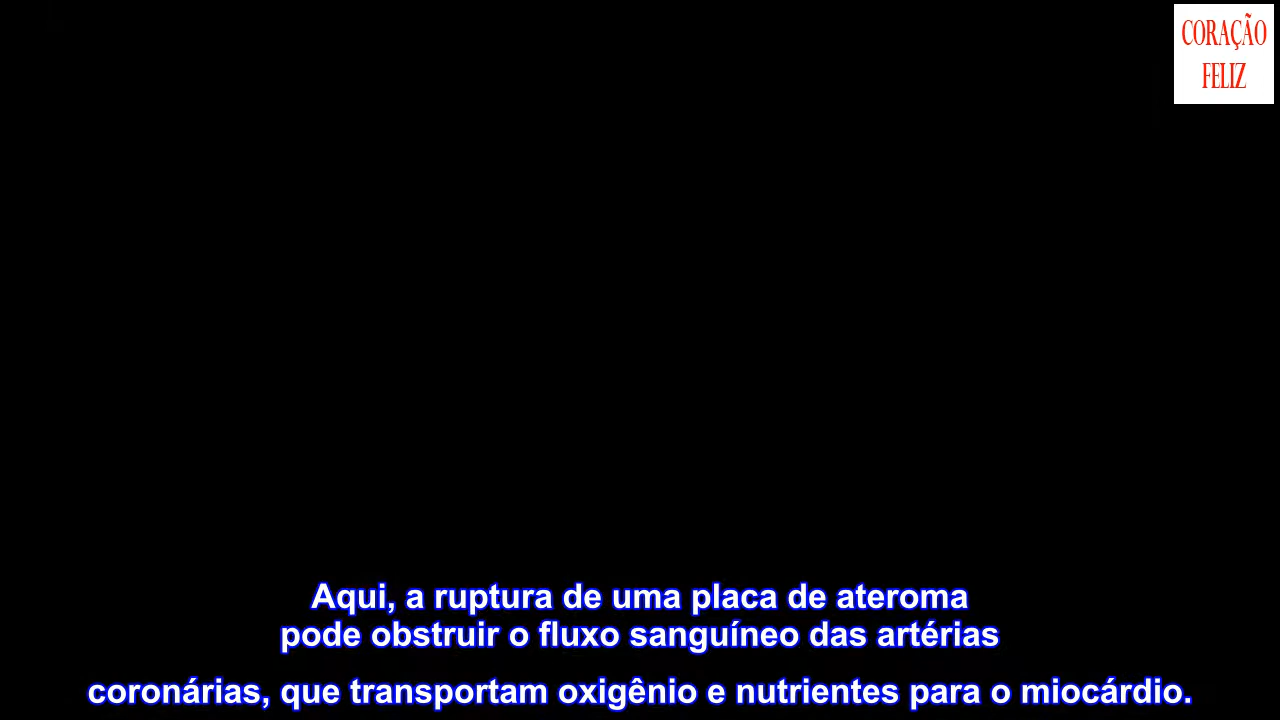 CORAÇÃO
FELIZ
Aqui, a ruptura de uma placa de ateroma
pode obstruir o fluxo sanguíneo das artérias
coronárias, que transportam oxigênio e nutrientes para o miocárdio.